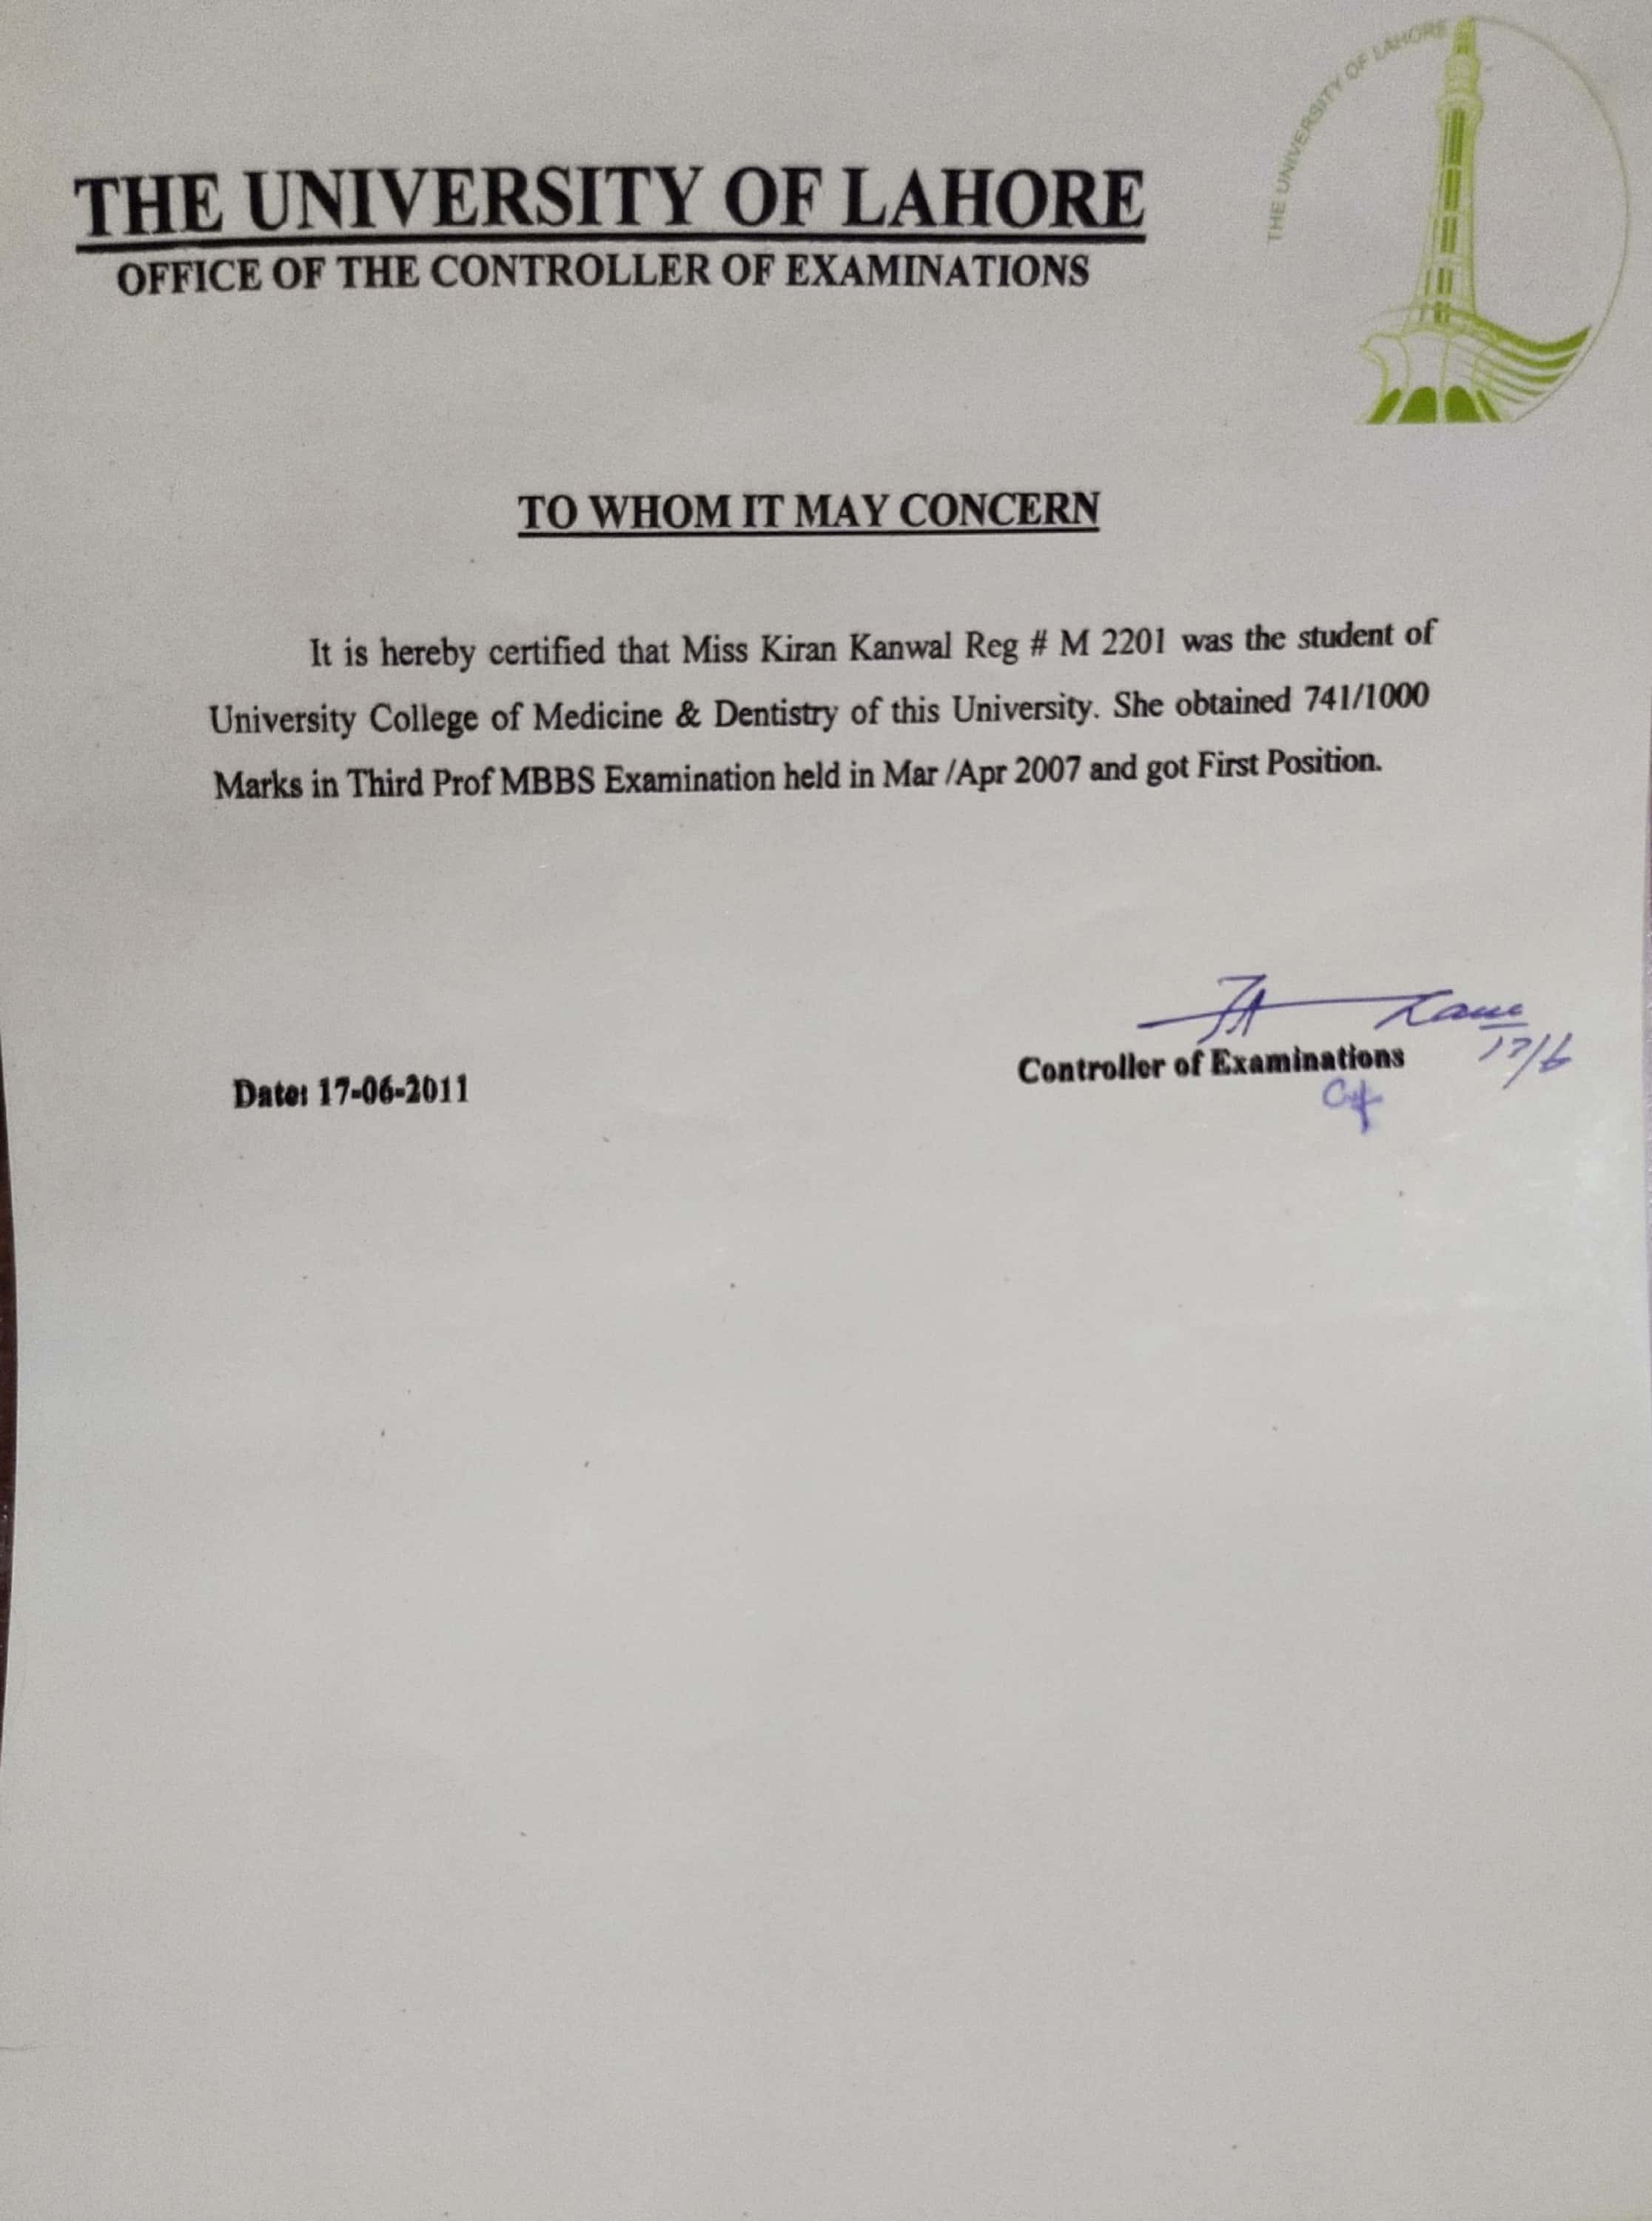 THE UNIVERSITY OF LAHORE
THE UNIVERSITY OF LAHORE
OFFICE OF THE CONTROLLER OF EXAMINATIONS
TO WHOM IT MAY CONCERN
It is hereby certified that Miss Kiran Kanwal Reg # M 2201 was the student of
University College of Medicine & Dentistry of this University. She obtained 741/1000
Marks in Third Prof MBBS Examination held in Mar /Apr 2007 and got First Position.
17/6
Controller of Examinations
Date: 17-06-2011